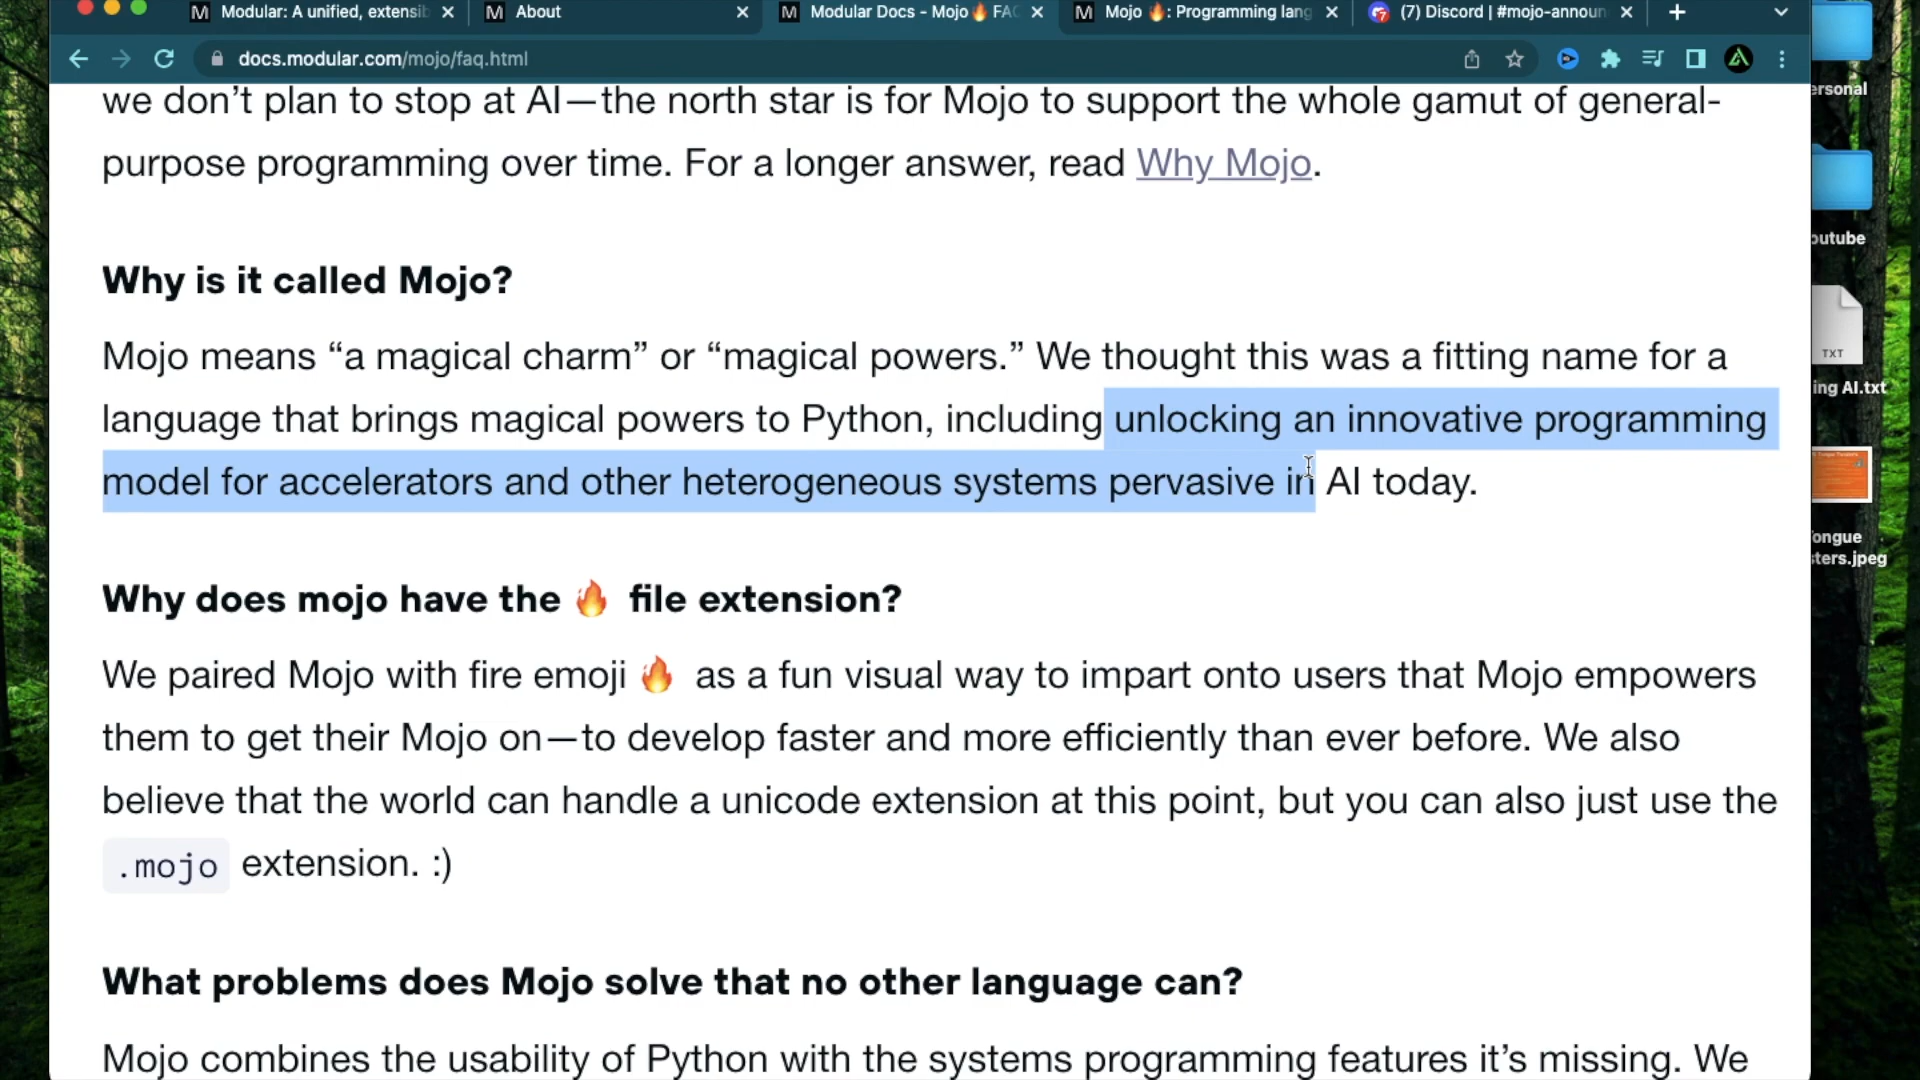 Modular: A unified, extensib
About
Modular Docs - Mojo🔥 FAQ
Mojo 🔥: Programming lang
(7) Discord | #mojo-announ
docs.modular.com/mojo/faq.html
we don’t plan to stop at AI—the north star is for Mojo to support the whole gamut of general-
purpose programming over time. For a longer answer, read Why Mojo.
Why is it called Mojo?
Mojo means “a magical charm” or “magical powers.” We thought this was a fitting name for a
language that brings magical powers to Python, including unlocking an innovative programming
model for accelerators and other heterogeneous systems pervasive in AI today.
Why does mojo have the 🔥 file extension?
We paired Mojo with fire emoji 🔥 as a fun visual way to impart onto users that Mojo empowers
them to get their Mojo on—to develop faster and more efficiently than ever before. We also
believe that the world can handle a unicode extension at this point, but you can also just use the
.mojo extension. :)
What problems does Mojo solve that no other language can?
Mojo combines the usability of Python with the systems programming features it’s missing. We
ersonal
outube
TXT
ing AI.txt
ongue
sters.jpeg